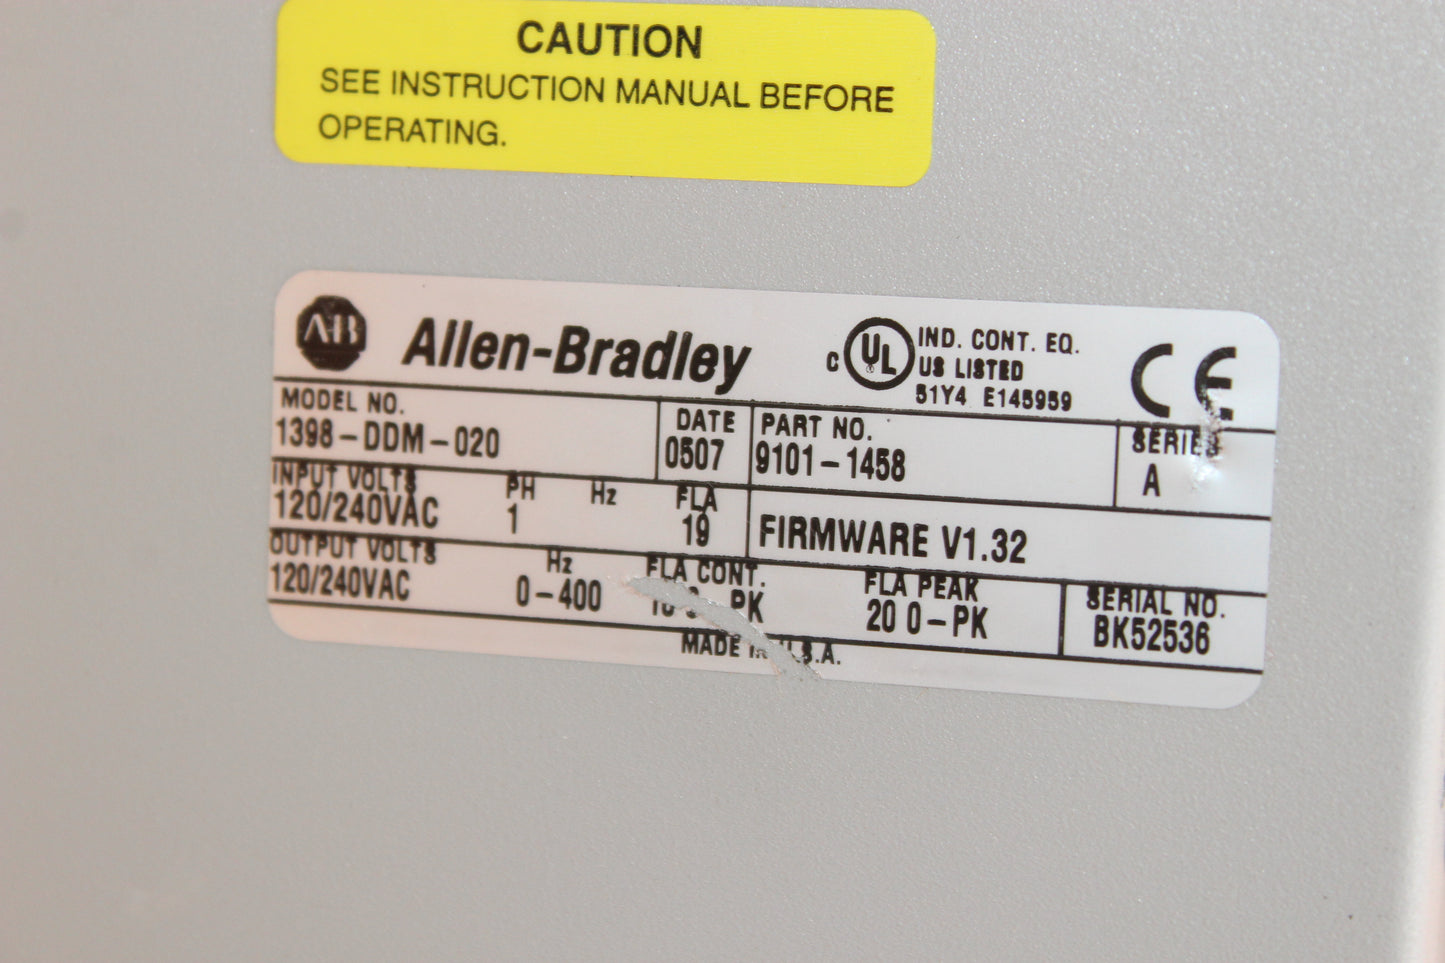 CAUTION
SEE INSTRUCTION MANUAL BEFORE
OPERATING.
AB Allen-Bradley
C UL US LISTED
IND. CONT. EQ.
51Y4 E145959
CE
MODEL NO.
1398-DDM-020
DATE
0507
PART NO.
9101-1458
SERIES
A
INPUT VOLTS
120/240VAC
PH
1
Hz
FLA
19
FIRMWARE V1.32
OUTPUT VOLTS
120/240VAC
Hz
0-400
FLA CONT.
PK
FLA PEAK
20 0-PK
SERIAL NO.
BK52536
MADE IN U.S.A.